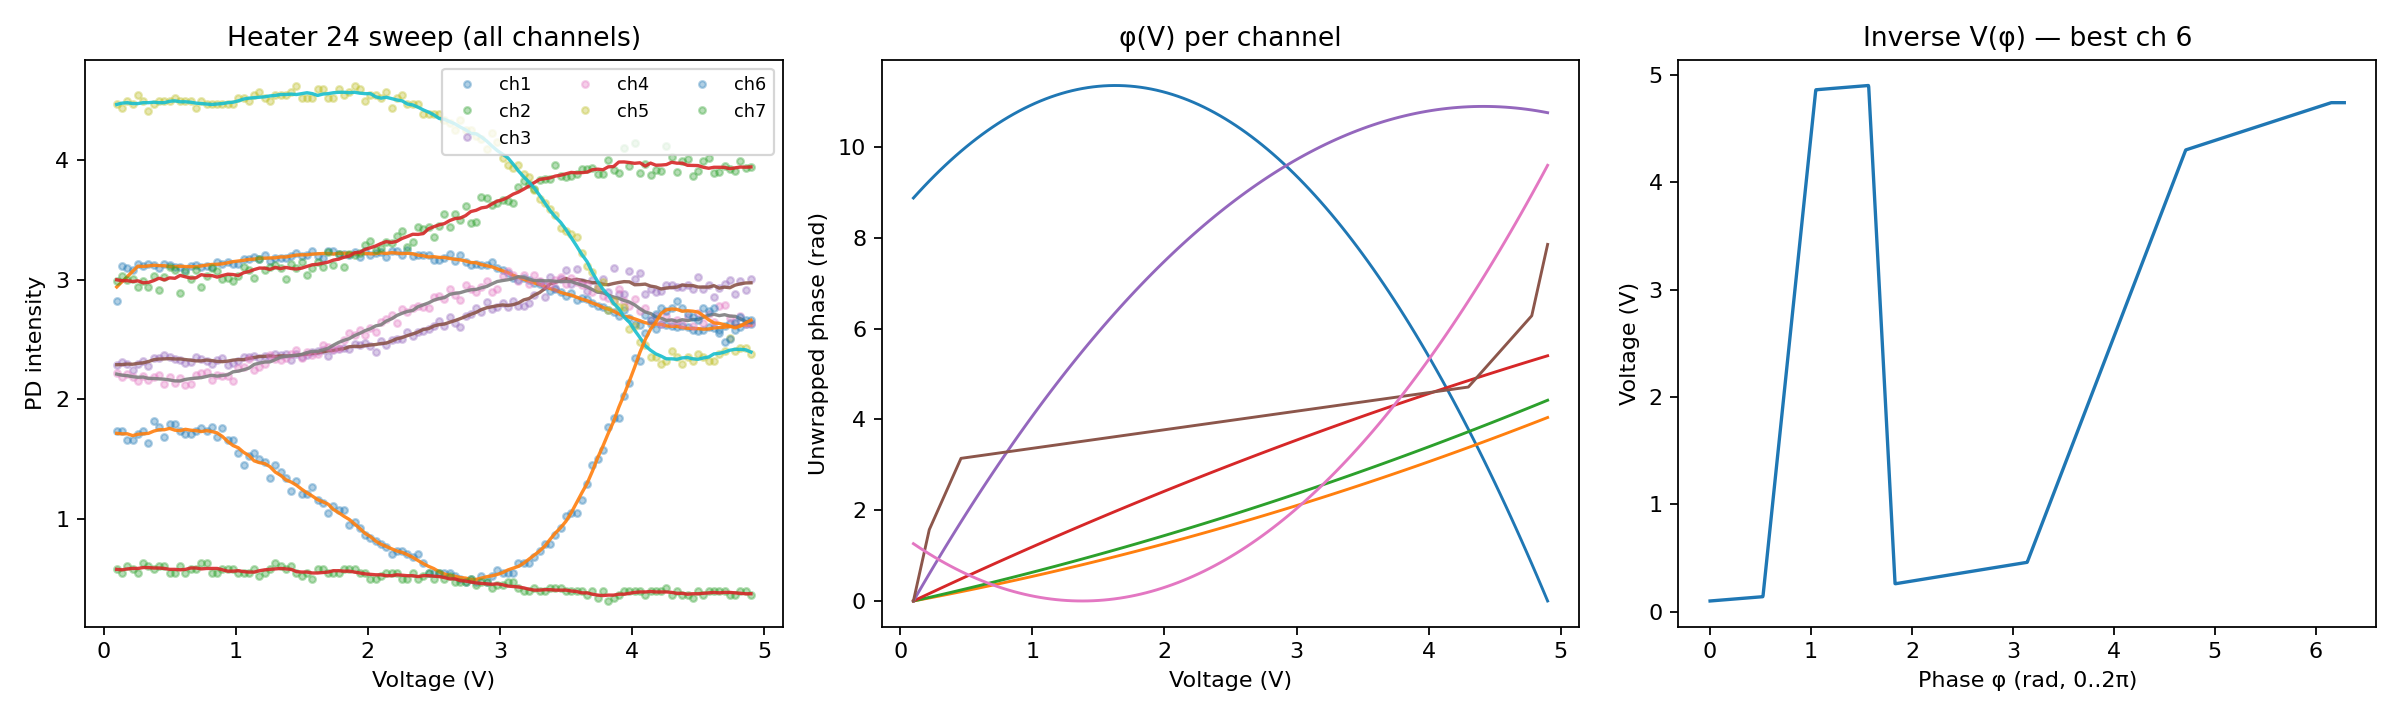 Heater 24 sweep (all channels)
ch1
ch2
ch3
ch4
ch5
ch6
ch7
4
3
2
1
PD intensity
0 1 2 3 4 5
Voltage (V)
φ(V) per channel
10
8
6
4
2
0
Unwrapped phase (rad)
0 1 2 3 4 5
Voltage (V)
Inverse V(φ) — best ch 6
5
4
3
2
1
0
Voltage (V)
0 1 2 3 4 5 6
Phase φ (rad, 0..2π)